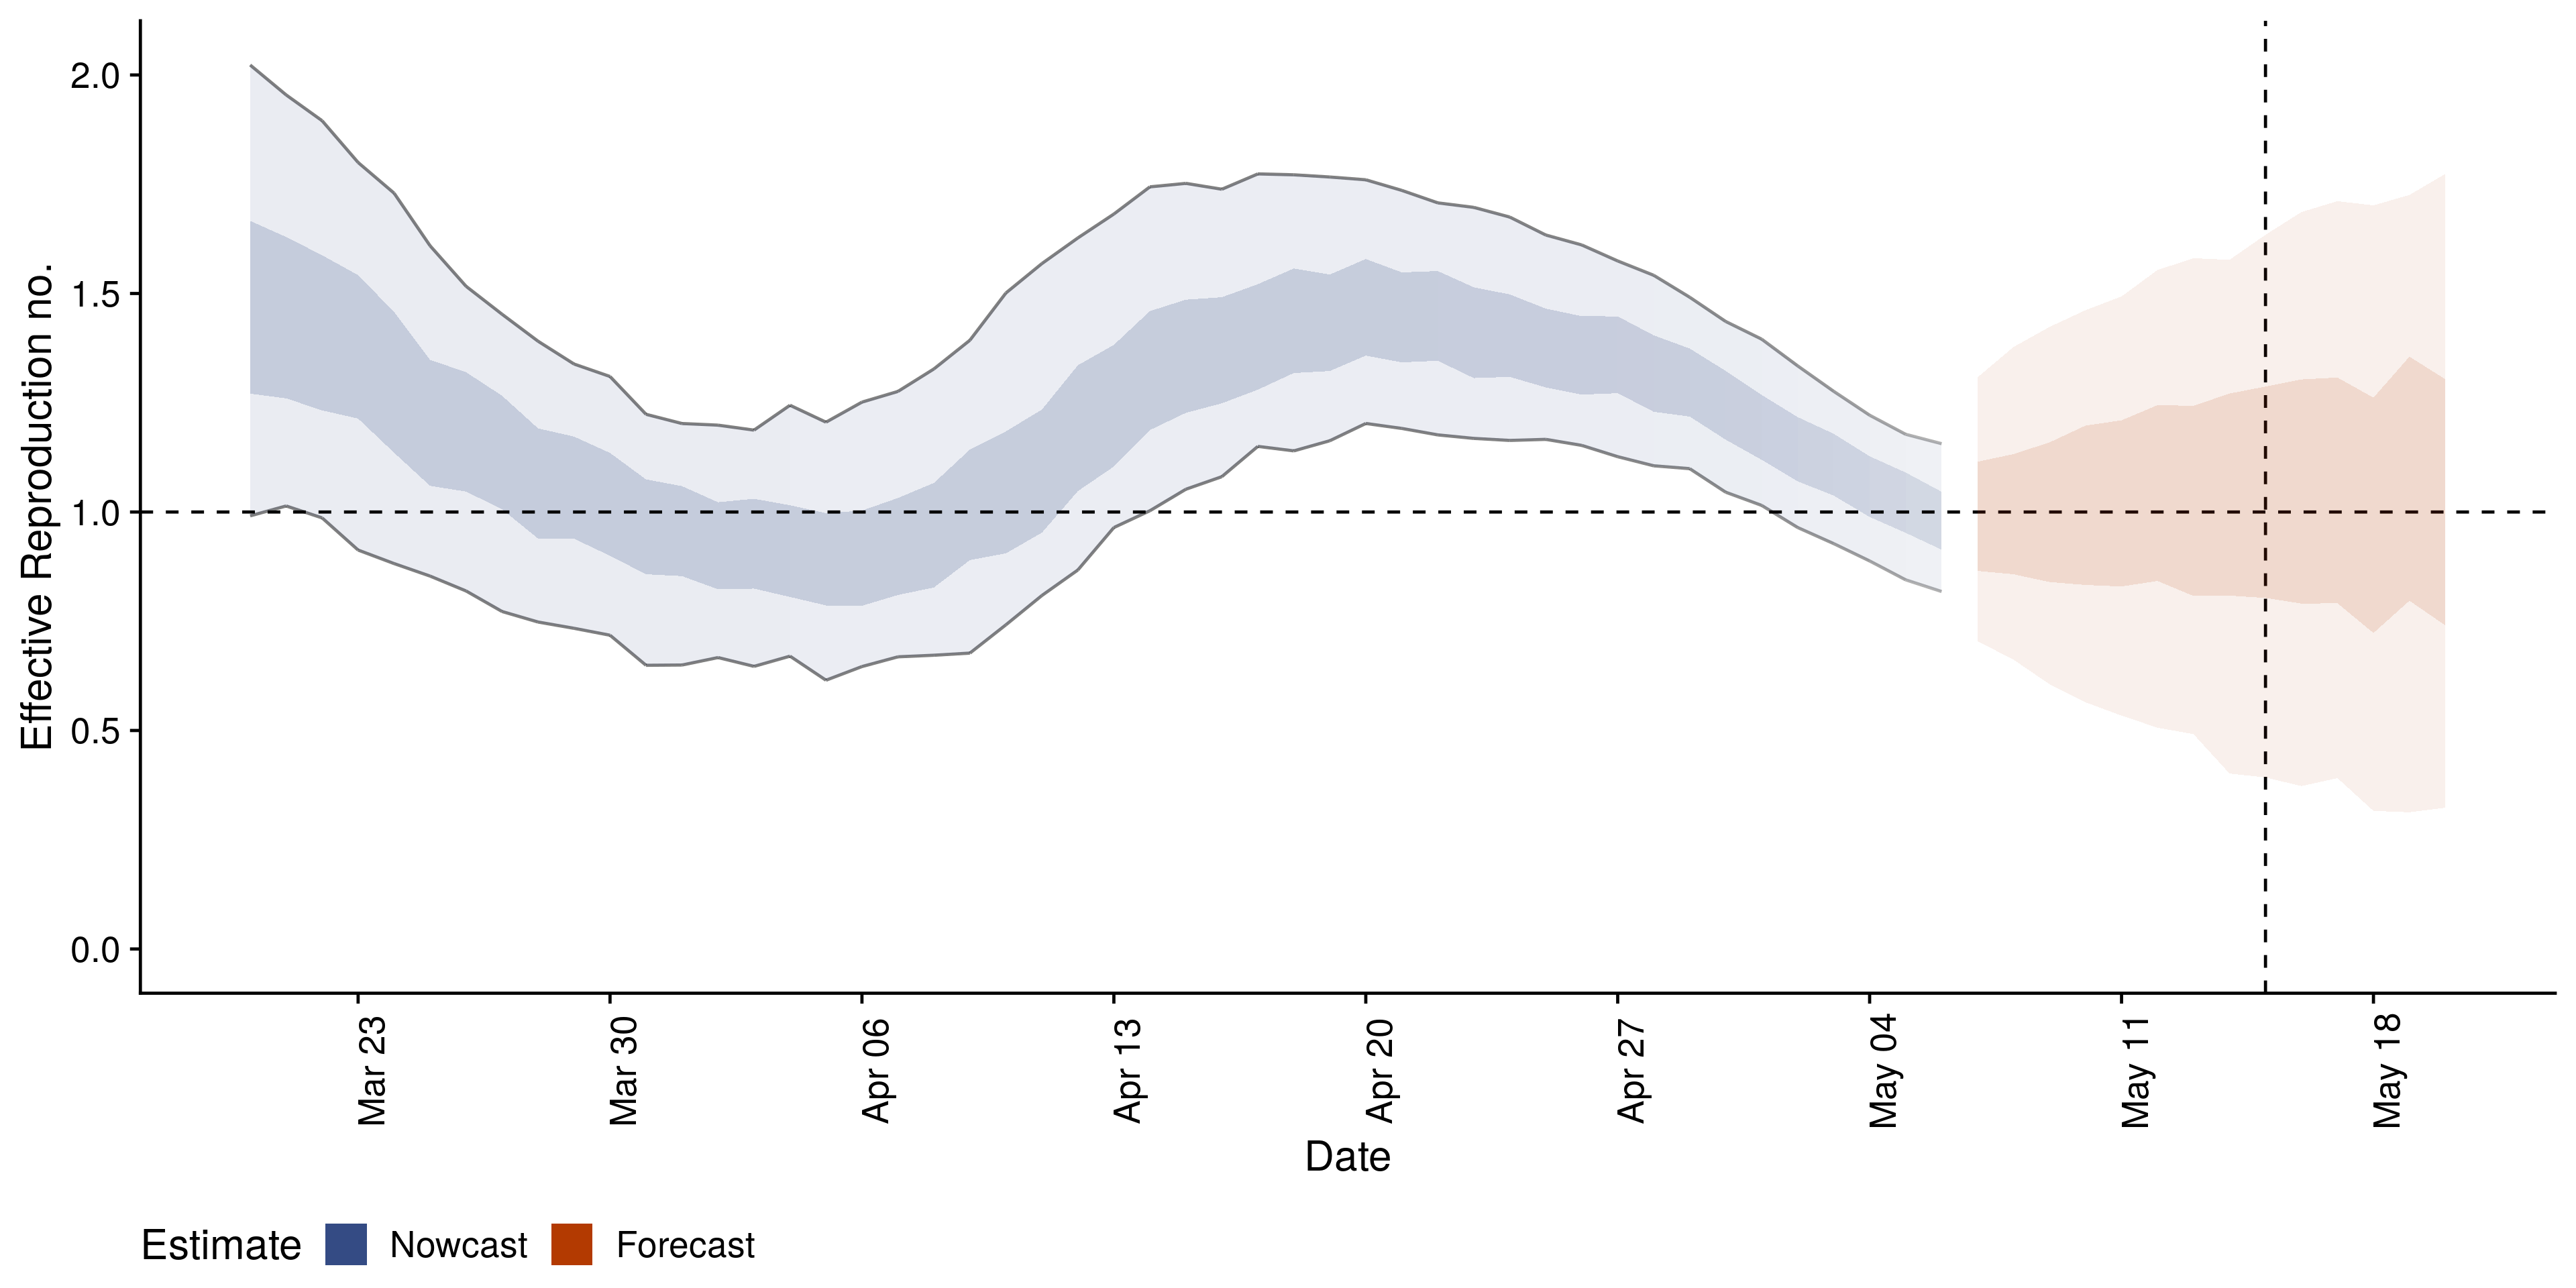 Effective Reproduction no.
2.0
1.5
1.0
0.5
0.0
Mar 23
Mar 30
Apr 06
Apr 13
Apr 20
Apr 27
May 04
May 11
May 18
Date
Estimate Nowcast Forecast